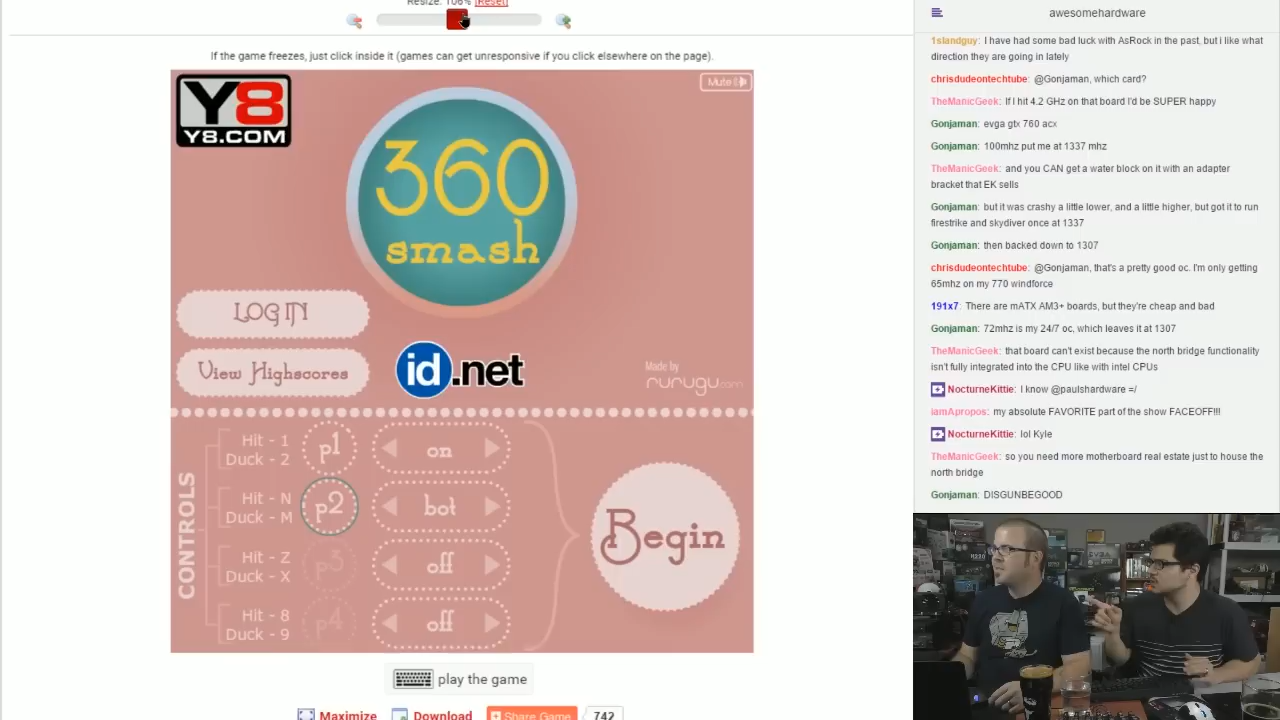 Resize: 106% [Reset]
If the game freezes, just click inside it (games can get unresponsive if you click elsewhere on the page).
Y8
Y8.COM
Mute
360
smash
LOG IN
View Highscores
id.net
Made by
rurugu.com
CONTROLS
Hit - 1
Duck - 2
p1
on
Hit - N
Duck - M
p2
bot
Hit - Z
Duck - X
p3
off
Hit - 8
Duck - 9
p4
off
Begin
play the game
Maximize
Download
Share Game
742
awesomehardware
1slandguy: I have had some bad luck with AsRock in the past, but i like what
direction they are going in lately
chrisdudeontechtube: @Gonjaman, which card?
TheManicGeek: If I hit 4.2 GHz on that board I'd be SUPER happy
Gonjaman: evga gtx 760 acx
Gonjaman: 100mhz put me at 1337 mhz
TheManicGeek: and you CAN get a water block on it with an adapter
bracket that EK sells
Gonjaman: but it was crashy a little lower, and a little higher, but got it to run
firestrike and skydiver once at 1337
Gonjaman: then backed down to 1307
chrisdudeontechtube: @Gonjaman, that's a pretty good oc. I'm only getting
65mhz on my 770 windforce
191x7: There are mATX AM3+ boards, but they're cheap and bad
Gonjaman: 72mhz is my 24/7 oc, which leaves it at 1307
TheManicGeek: that board can't exist because the north bridge functionality
isn't fully integrated into the CPU like with intel CPUs
NocturneKittie: I know @paulshardware =/
iamApropos: my absolute FAVORITE part of the show FACEOFF!!!
NocturneKittie: lol Kyle
TheManicGeek: so you need more motherboard real estate just to house the
north bridge
Gonjaman: DISGUNBEGOOD